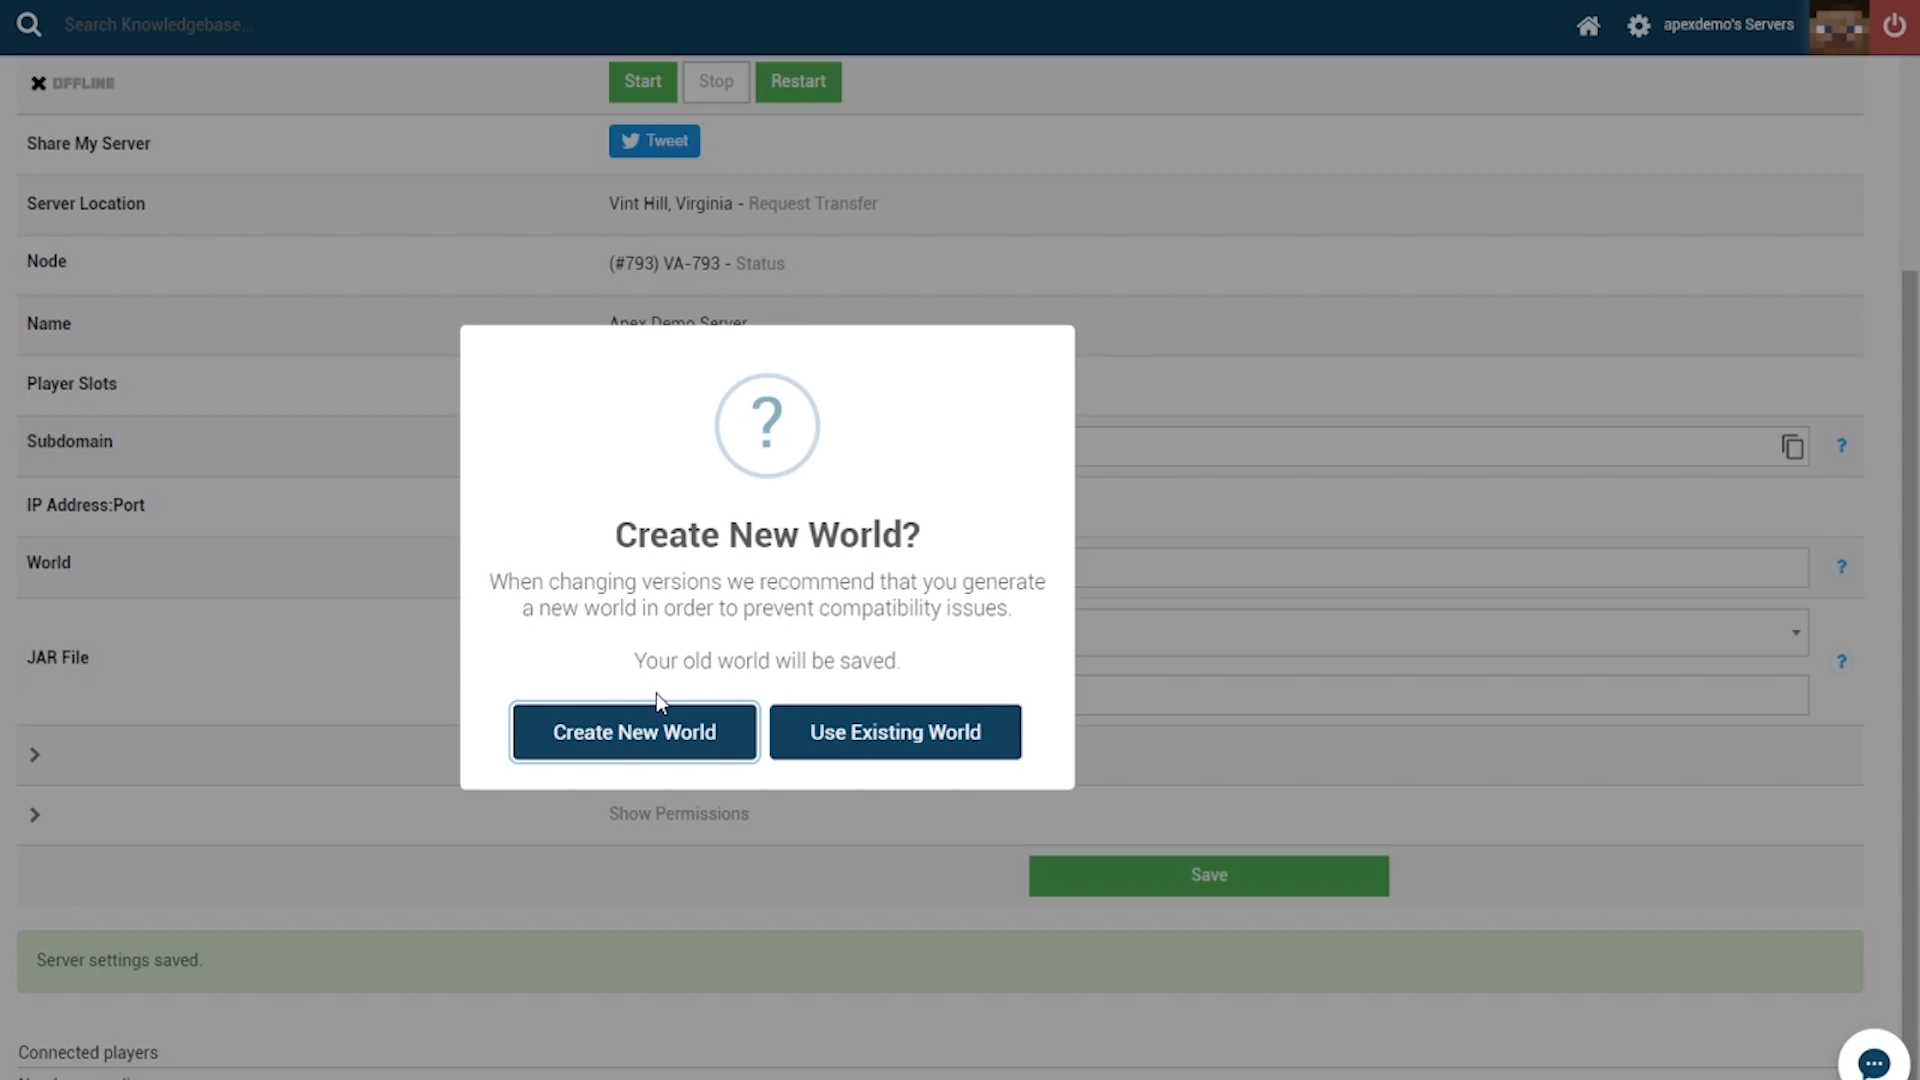 Search Knowledgebase...
apexdemo's Servers
OFFLINE
Start
Stop
Restart
Share My Server
Tweet
Server Location
Vint Hill, Virginia - Request Transfer
Node
(#793) VA-793 - Status
Name
Apex Demo Server
Player Slots
Subdomain
?
IP Address:Port
World
?
JAR File
?
?
Create New World?
When changing versions we recommend that you generate
a new world in order to prevent compatibility issues.
Your old world will be saved.
Create New World
Use Existing World
Show Permissions
Save
Server settings saved.
Connected players